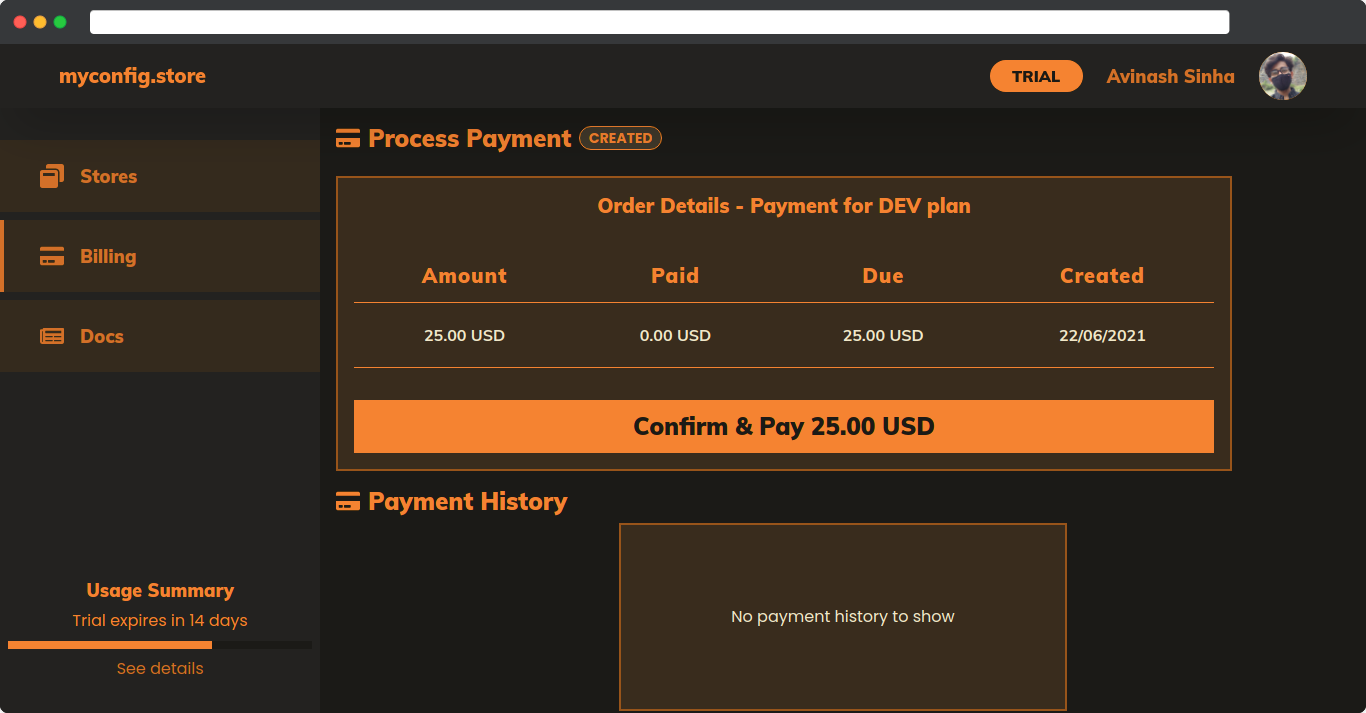 myconfig.store
TRIAL
Avinash Sinha
Stores
Billing
Docs
Usage Summary
Trial expires in 14 days
See details
Process Payment CREATED
Order Details - Payment for DEV plan
Amount Paid Due Created
25.00 USD 0.00 USD 25.00 USD 22/06/2021
Confirm & Pay 25.00 USD
Payment History
No payment history to show